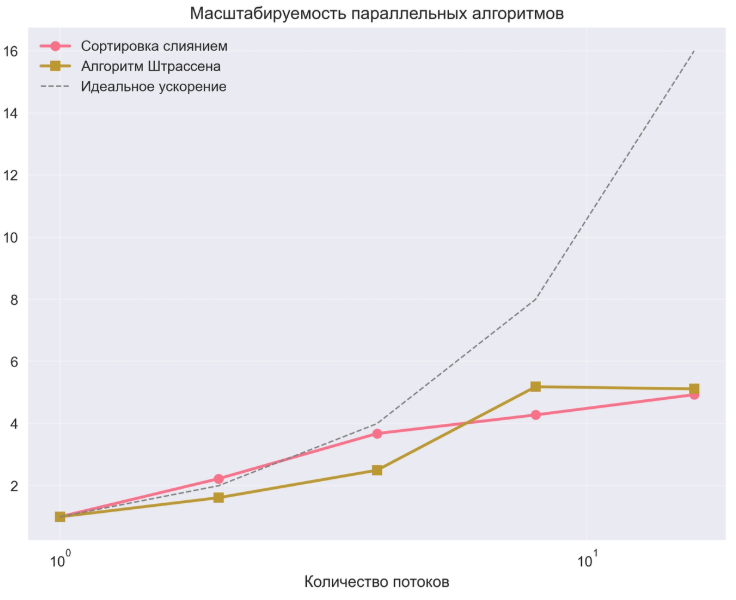 Масштабируемость параллельных алгоритмов
Сортировка слиянием
Алгоритм Штрассена
Идеальное ускорение
16
14
12
10
8
6
4
2
10⁰
10¹
Количество потоков